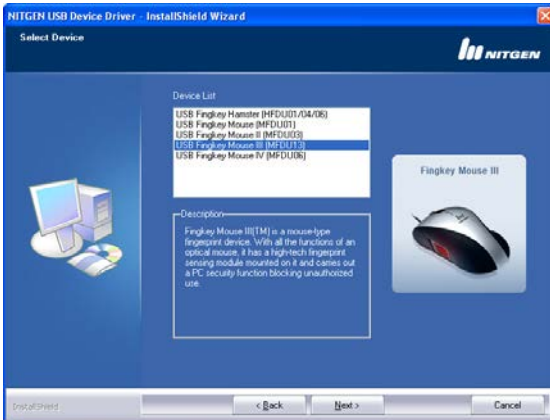 NITGEN USB Device Driver - InstallShield Wizard
Select Device
NITGEN
Device List
USB Fingkey Hamster (HFDU01/04/06)
USB Fingkey Mouse (MFDU01)
USB Fingkey Mouse II (MFDU03)
USB Fingkey Mouse III (MFDU13)
USB Fingkey Mouse IV (MFDU06)
Fingkey Mouse III
Description
Fingkey Mouse III(TM) is a mouse-type
fingerprint device. With all the functions of an
optical mouse, it has a high-tech fingerprint
sensing module mounted on it and carries out
a PC security function blocking unauthorized
use.
InstallShield
< Back
Next >
Cancel